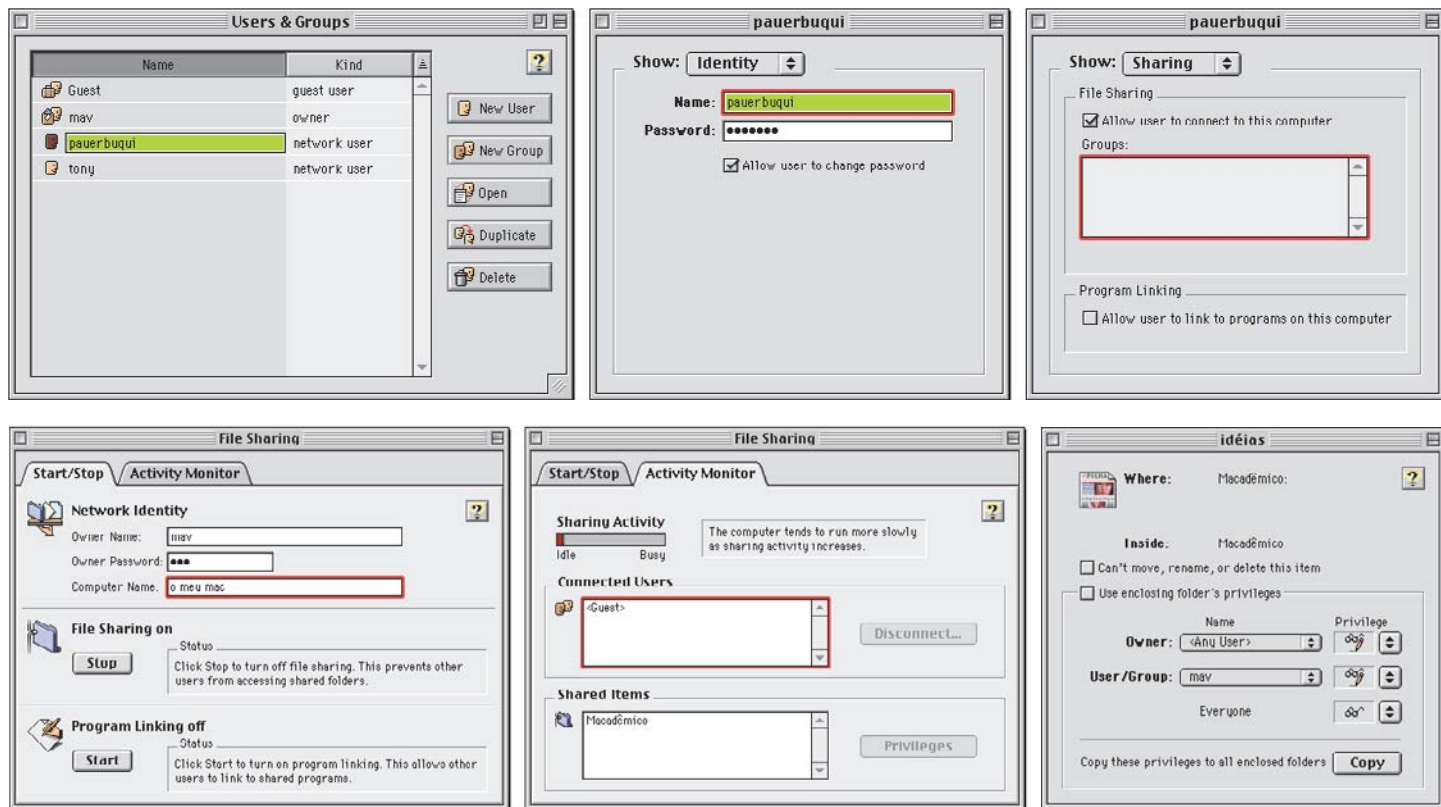 Users & Groups
Name Kind
Guest guest user
mav owner
pauerbuqui network user
tony network user
New User
New Group
Open
Duplicate
Delete
pauerbuqui
Show: Identity
Name: pauerbuqui
Password: •••••••
Allow user to change password
pauerbuqui
Show: Sharing
File Sharing
Allow user to connect to this computer
Groups:
Program Linking
Allow user to link to programs on this computer
File Sharing
Start/Stop Activity Monitor
Network Identity
Owner Name: mav
Owner Password: •••
Computer Name: o meu mac
File Sharing on
Status
Stop
Click Stop to turn off file sharing. This prevents other
users from accessing shared folders.
Program Linking off
Status
Start
Click Start to turn on program linking. This allows other
users to link to shared programs.
File Sharing
Start/Stop Activity Monitor
Sharing Activity
Idle Busy
The computer tends to run more slowly
as sharing activity increases.
Connected Users
<Guest>
Disconnect...
Shared Items
Macadêmico
Privileges
idéias
Where: Macadêmico:
Inside: Macadêmico
Can't move, rename, or delete this item
Use enclosing folder's privileges
Name Privilege
Owner: <Any User>
User/Group: mav
Everyone
Copy these privileges to all enclosed folders Copy